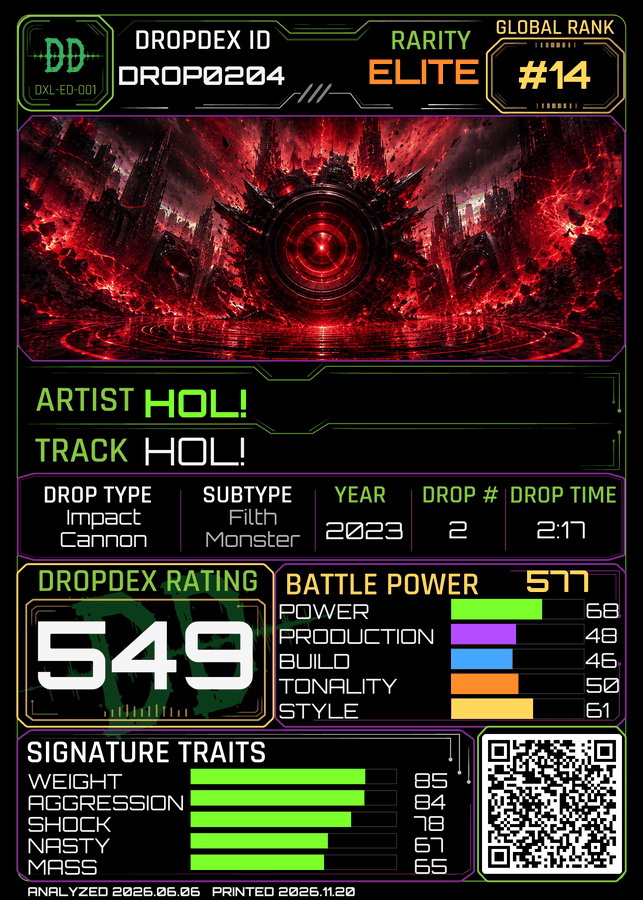 DD
DXL-ED-001
DROPDEX ID
DROP0204
RARITY
ELITE
GLOBAL RANK
#14
ARTIST HOL!
TRACK HOL!
DROP TYPE
Impact
Cannon
SUBTYPE
Filth
Monster
YEAR
2023
DROP #
2
DROP TIME
2:17
DROPDEX RATING
549
BATTLE POWER 577
POWER 68
PRODUCTION 48
BUILD 46
TONALITY 50
STYLE 61
SIGNATURE TRAITS
WEIGHT 85
AGGRESSION 84
SHOCK 78
NASTY 67
MASS 65
ANALYZED 2026.06.06 PRINTED 2026.11.20